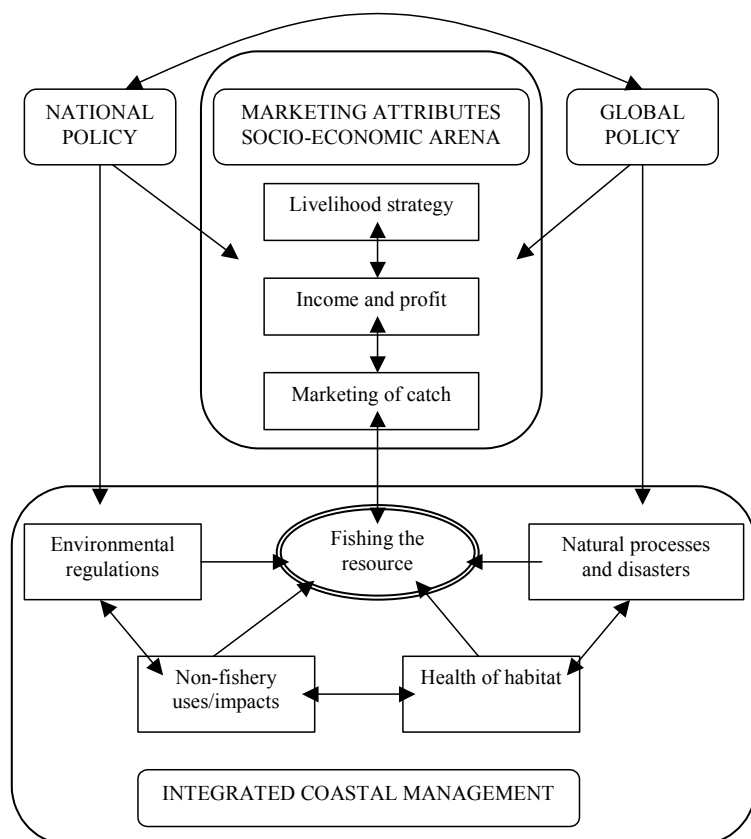 NATIONAL
POLICY
MARKETING ATTRIBUTES
SOCIO-ECONOMIC ARENA
GLOBAL
POLICY
Livelihood strategy
Income and profit
Marketing of catch
Environmental
regulations
Fishing the
resource
Natural processes
and disasters
Non-fishery
uses/impacts
Health of habitat
INTEGRATED COASTAL MANAGEMENT